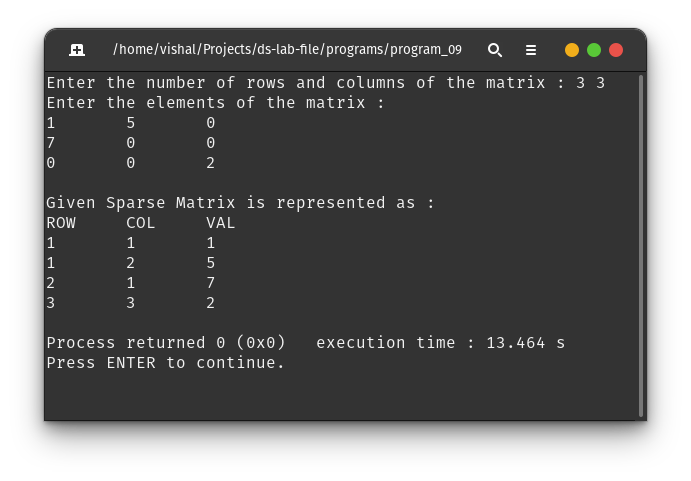 /home/vishal/Projects/ds-lab-file/programs/program_09
Enter the number of rows and columns of the matrix : 3 3
Enter the elements of the matrix :
1 5 0
7 0 0
0 0 2
Given Sparse Matrix is represented as :
ROW COL VAL
1 1 1
1 2 5
2 1 7
3 3 2
Process returned 0 (0x0) execution time : 13.464 s
Press ENTER to continue.